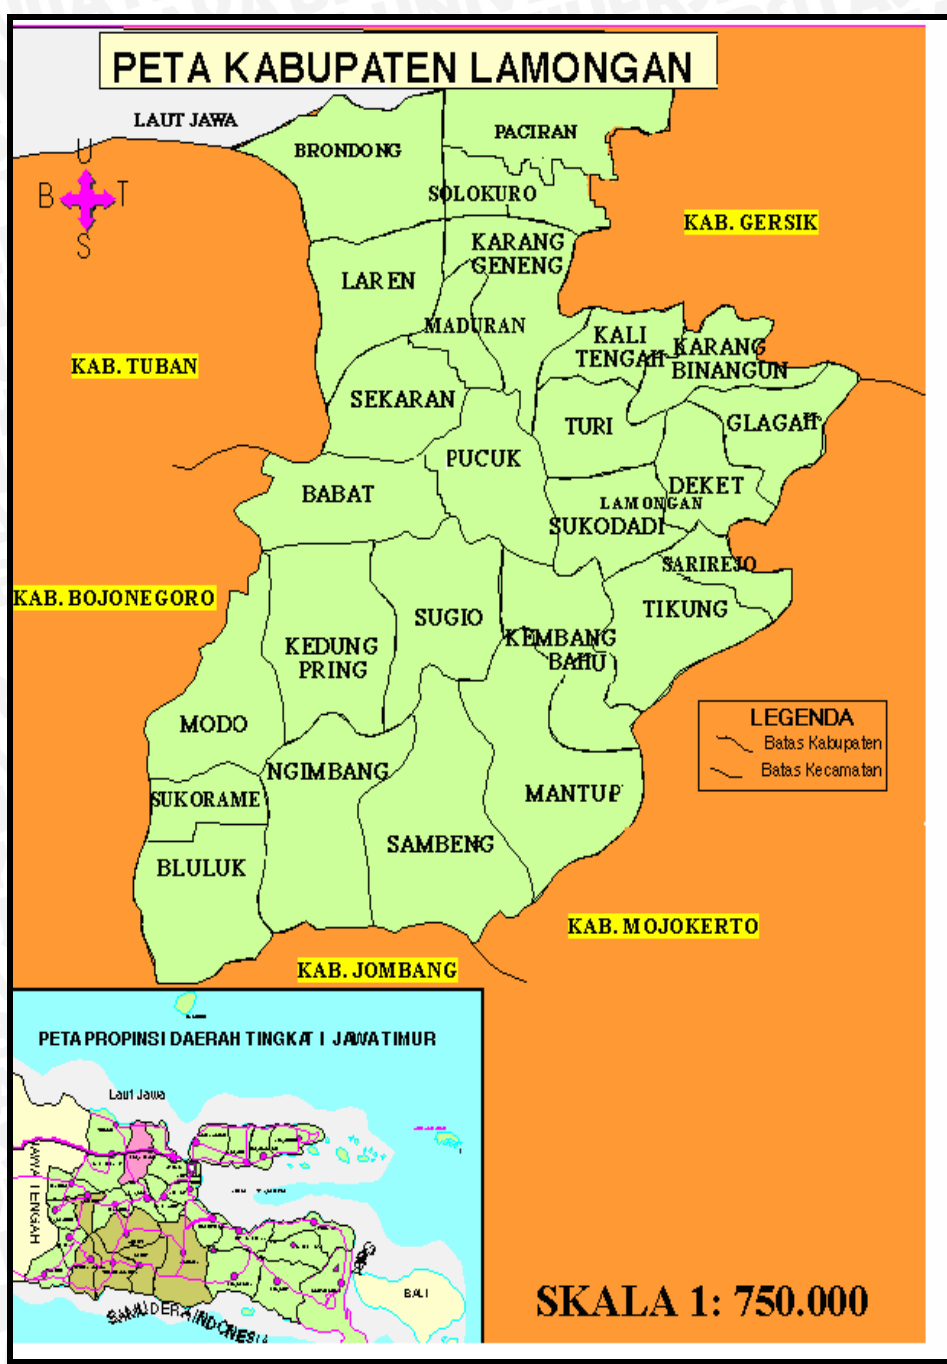 PETA KABUPATEN LAMONGAN
LAUT JAWA
PACIRAN
BRONDONG
U
B T
S
SOLOKURO
KAB. GERSIK
KARANG
GENENG
LAREN
MADURAN
KALI
TENGAH
KARANG
BINANGUN
KAB. TUBAN
SEKARAN
TURI
GLAGAH
PUCUK
BABAT
DEKET
LAMONGAN
SUKODADI
SARIREJO
KAB. BOJONEGORO
TIKUNG
SUGIO
KEMBANG
BAHU
KEDUNG
PRING
MODO
LEGENDA
Batas Kabupaten
Batas Kecamatan
NGIMBANG
SUKORAME
MANTUP
SAMBENG
BLULUK
KAB. MOJOKERTO
KAB. JOMBANG
PETA PROPINSI DAERAH TINGKAT I JAWA TIMUR
Laut Jawa
JAWA TENGAH
BALI
SAMUDERA INDONESIA
SKALA 1: 750.000